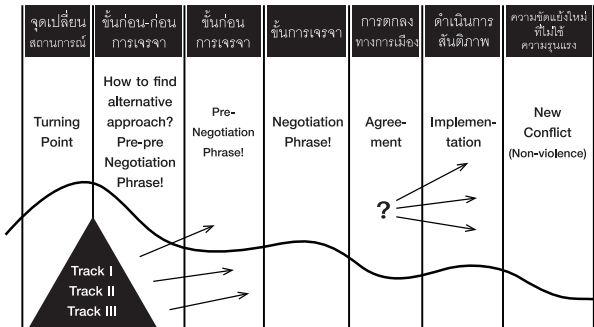 จุดเปลี่ยน
สถานการณ์
ขั้นก่อน-ก่อน
การเจรจา
ขั้นก่อน
การเจรจา
ขั้นการเจรจา
การตกลง
ทางการเมือง
ดำเนินการ
สันติภาพ
ความขัดแย้งใหม่
ที่ไม่ใช้
ความรุนแรง
Turning
Point
How to find
alternative
approach?
Pre-pre
Negotiation
Phrase!
Pre-
Negotiation
Phrase!
Negotiation
Phrase!
Agree-
ment
Implemen-
tation
New
Conflict
(Non-violence)
?
Track I
Track II
Track III